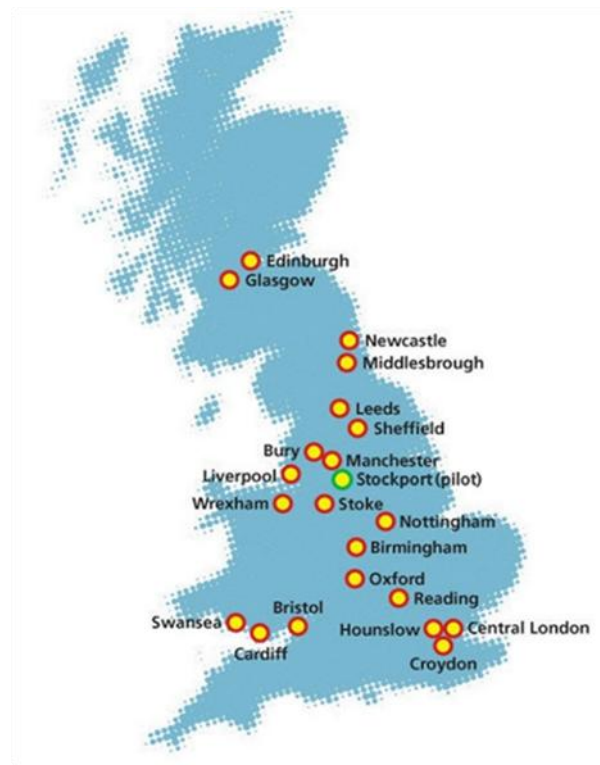 Edinburgh
Glasgow
Newcastle
Middlesbrough
Leeds
Sheffield
Bury
Manchester
Liverpool
Stockport (pilot)
Wrexham
Stoke
Nottingham
Birmingham
Oxford
Reading
Bristol
Swansea
Hounslow
Central London
Cardiff
Croydon